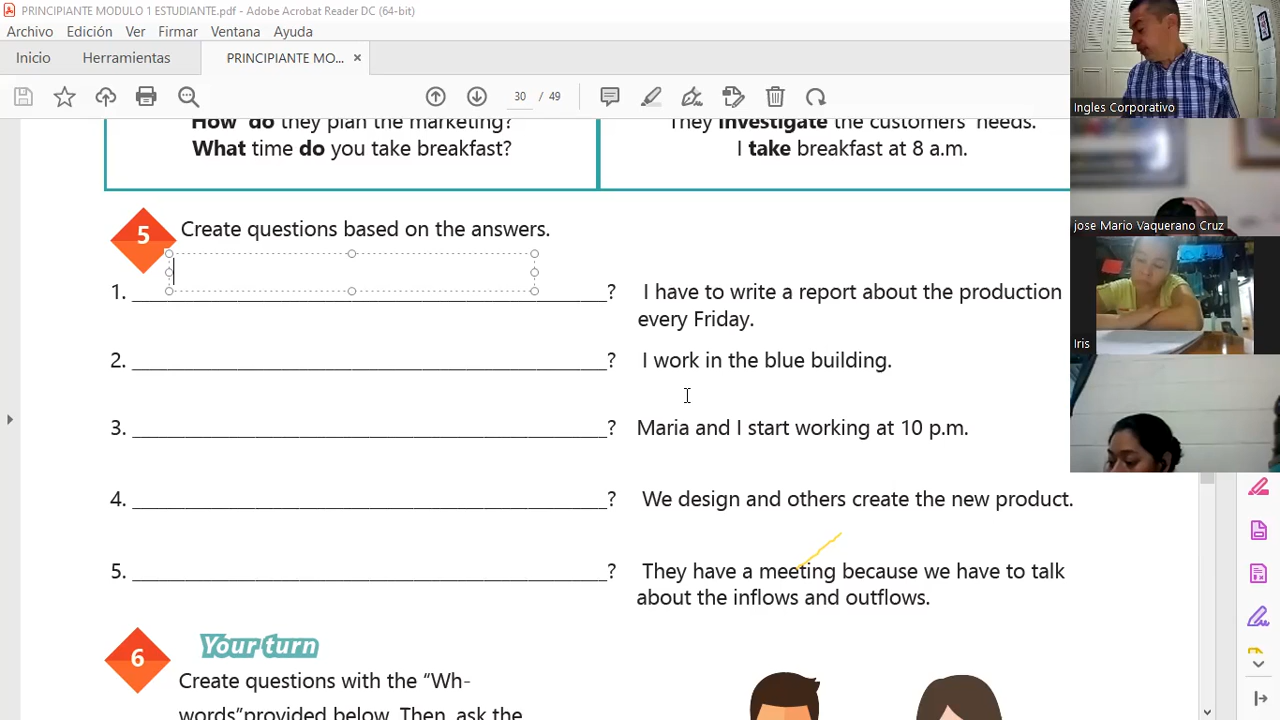 PRINCIPIANTE MODULO 1 ESTUDIANTE.pdf - Adobe Acrobat Reader DC (64-bit)
Archivo Edición Ver Firmar Ventana Ayuda
Inicio Herramientas PRINCIPIANTE MO... ×
30 / 49
How do they plan the marketing? They investigate the customers' needs.
What time do you take breakfast? I take breakfast at 8 a.m.
5 Create questions based on the answers.
1. ? I have to write a report about the production
every Friday.
2. ? I work in the blue building.
3. ? Maria and I start working at 10 p.m.
4. ? We design and others create the new product.
5. ? They have a meeting because we have to talk
about the inflows and outflows.
6 Your turn
Create questions with the “Wh-
words”provided below. Then, ask the
Ingles Corporativo
jose Mario Vaquerano Cruz
Iris